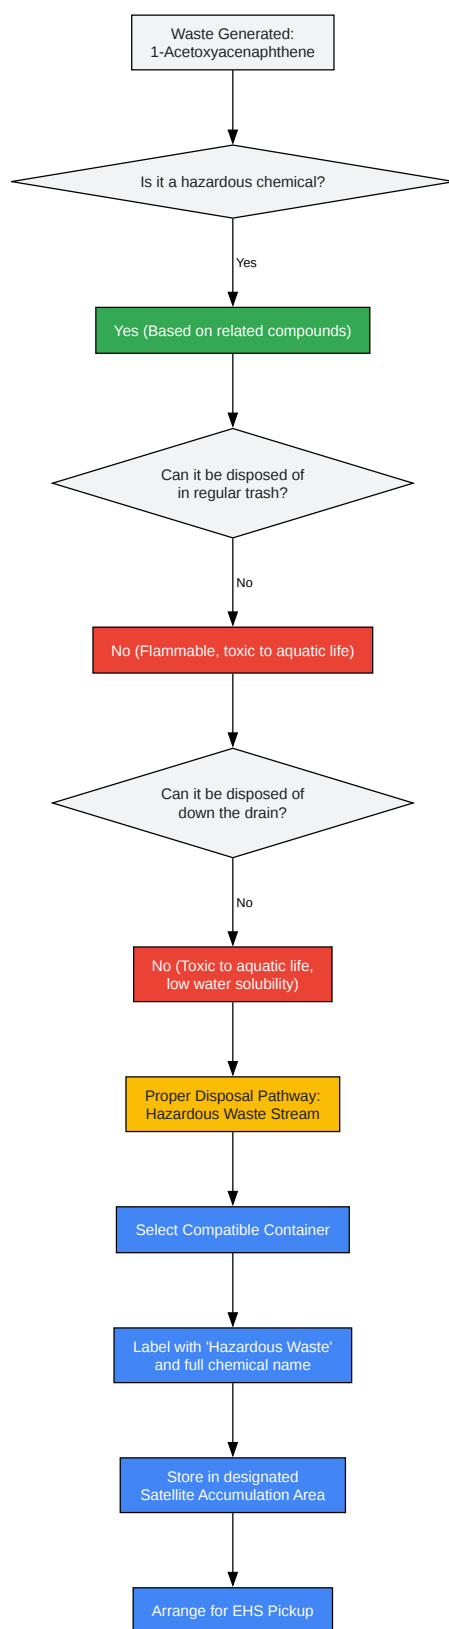 Waste Generated:
1-Acetoxyacenaphthene
Is it a hazardous chemical?
Yes
Yes (Based on related compounds)
Can it be disposed of
in regular trash?
No
No (Flammable, toxic to aquatic life)
Can it be disposed of
down the drain?
No
No (Toxic to aquatic life,
low water solubility)
Proper Disposal Pathway:
Hazardous Waste Stream
Select Compatible Container
Label with 'Hazardous Waste'
and full chemical name
Store in designated
Satellite Accumulation Area
Arrange for EHS Pickup